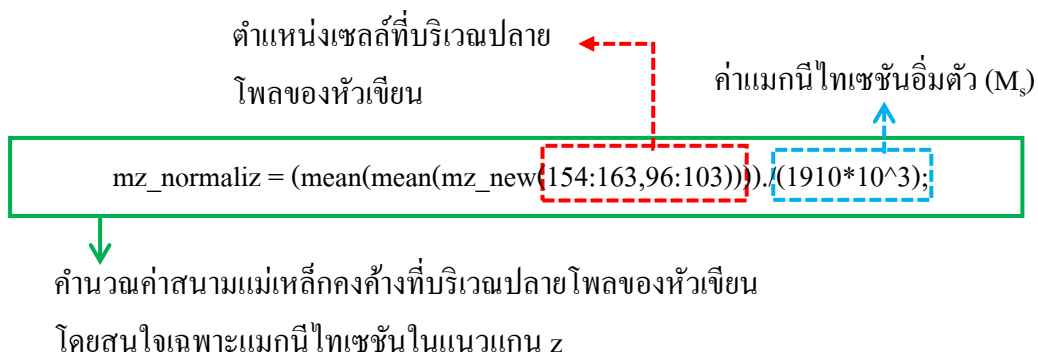 ตำแหน่งเซลล์ที่บริเวณปลาย
โพลของหัวเขียน
ค่าแมกนีไทเซชันอิ่มตัว (Ms)
mz_normaliz = (mean(mean(mz_new(154:163,96:103))))./(1910*10^3);
คำนวณค่าสนามแม่เหล็กคงค้างที่บริเวณปลายโพลของหัวเขียน
โดยสนใจเฉพาะแมกนีไทเซชันในแนวแกน z